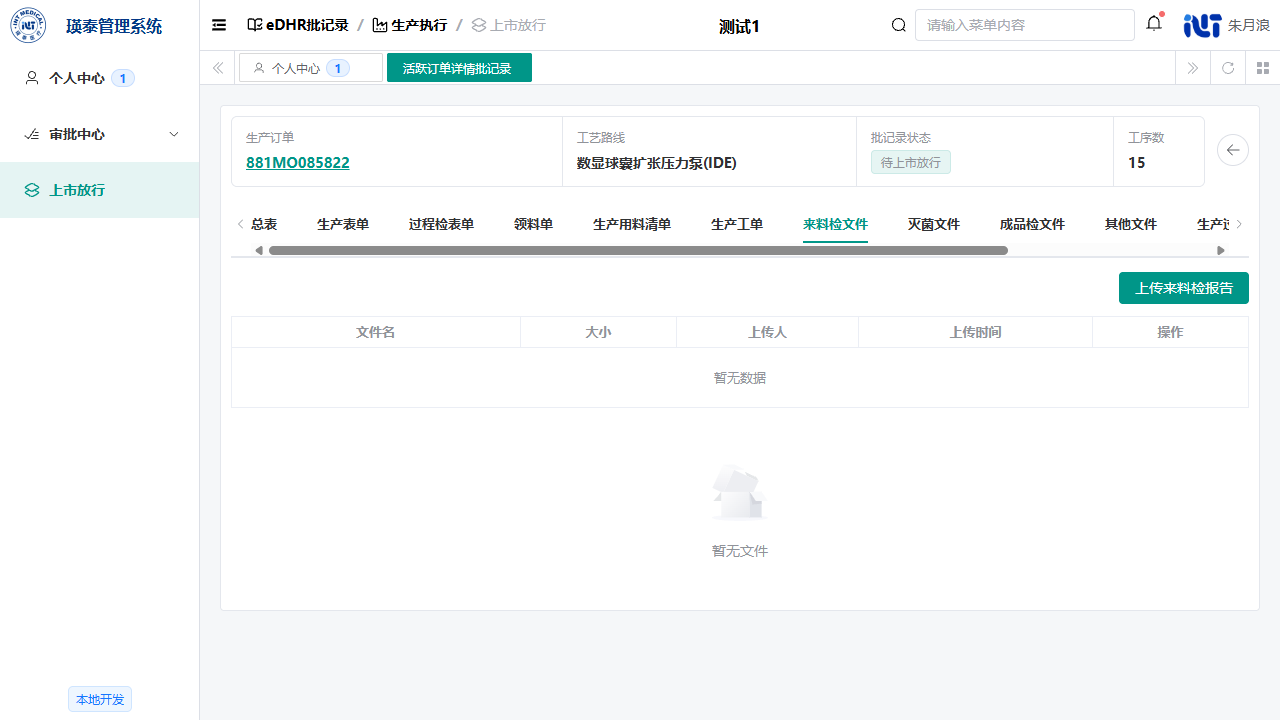 瑛泰管理系统
eDHR批记录 / 生产执行 / 上市放行
测试1
请输入菜单内容
朱月浪
个人中心 1
审批中心
上市放行
本地开发
个人中心 1
活跃订单详情批记录
生产订单
881MO085822
工艺路线
数显球囊扩张压力泵(IDE)
批记录状态
待上市放行
工序数
15
总表 生产表单 过程检表单 领料单 生产用料清单 生产工单 来料检文件 灭菌文件 成品检文件 其他文件 生产
上传来料检报告
文件名 大小 上传人 上传时间 操作
暂无数据
暂无文件